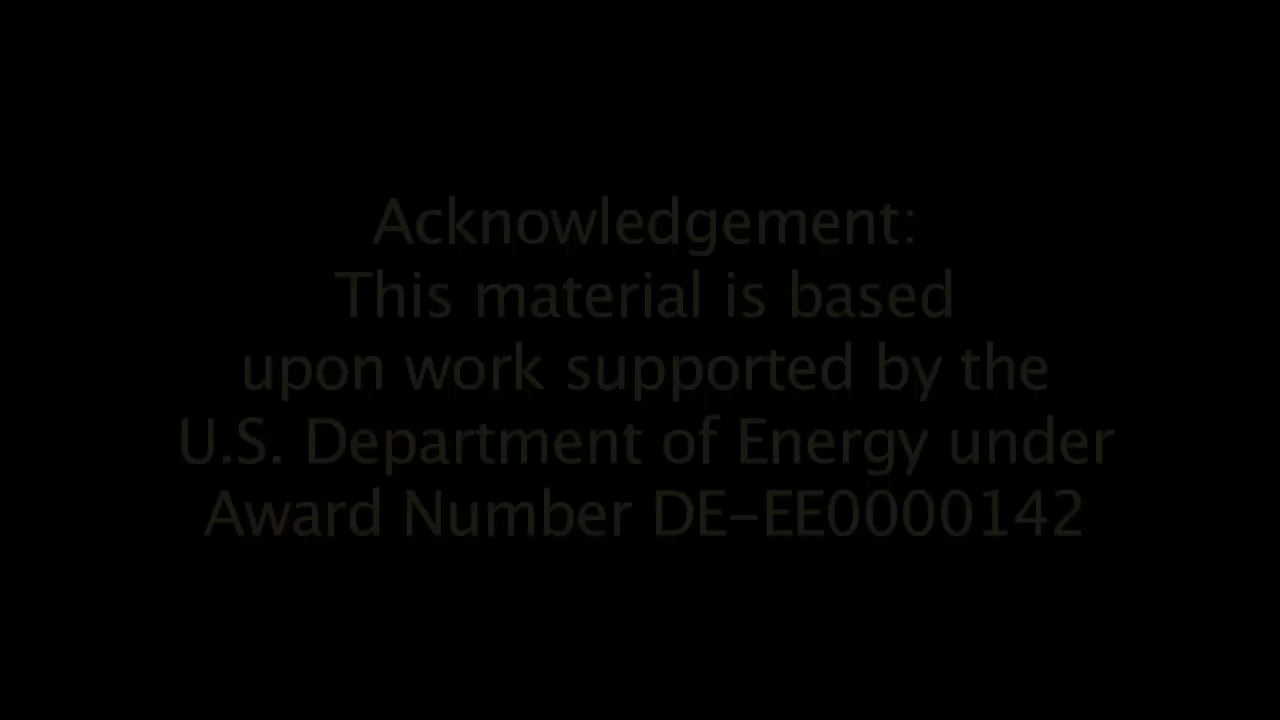 Acknowledgement:
This material is based
upon work supported by the
U.S. Department of Energy under
Award Number DE-EE0000142